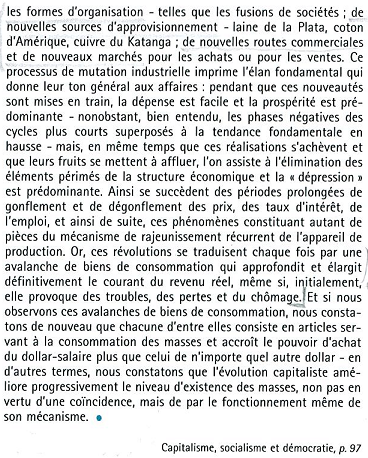 les formes d'organisation - telles que les fusions de sociétés ; de
nouvelles sources d'approvisionnement - laine de la Plata, coton
d'Amérique, cuivre du Katanga ; de nouvelles routes commerciales
et de nouveaux marchés pour les achats ou pour les ventes. Ce
processus de mutation industrielle imprime l'élan fondamental qui
donne leur ton général aux affaires : pendant que ces nouveautés
sont mises en train, la dépense est facile et la prospérité est pré-
dominante - nonobstant, bien entendu, les phases négatives des
cycles plus courts superposés à la tendance fondamentale en
hausse - mais, en même temps que ces réalisations s'achèvent et
que leurs fruits se mettent à affluer, l'on assiste à l'élimination des
éléments périmés de la structure économique et la « dépression »
est prédominante. Ainsi se succèdent des périodes prolongées de
gonflement et de dégonflement des prix, des taux d'intérêt, de
l'emploi, et ainsi de suite, ces phénomènes constituant autant de
pièces du mécanisme de rajeunissement récurrent de l'appareil de
production. Or, ces révolutions se traduisent chaque fois par une
avalanche de biens de consommation qui approfondit et élargit
définitivement le courant du revenu réel, même si, initialement,
elle provoque des troubles, des pertes et du chômage. Et si nous
observons ces avalanches de biens de consommation, nous consta-
tons de nouveau que chacune d'entre elles consiste en articles ser-
vant à la consommation des masses et accroît le pouvoir d'achat
du dollar-salaire plus que celui de n'importe quel autre dollar - en
d'autres termes, nous constatons que l'évolution capitaliste amé-
liore progressivement le niveau d'existence des masses, non pas en
vertu d'une coïncidence, mais de par le fonctionnement même de
son mécanisme. ●
Capitalisme, socialisme et démocratie, p. 97